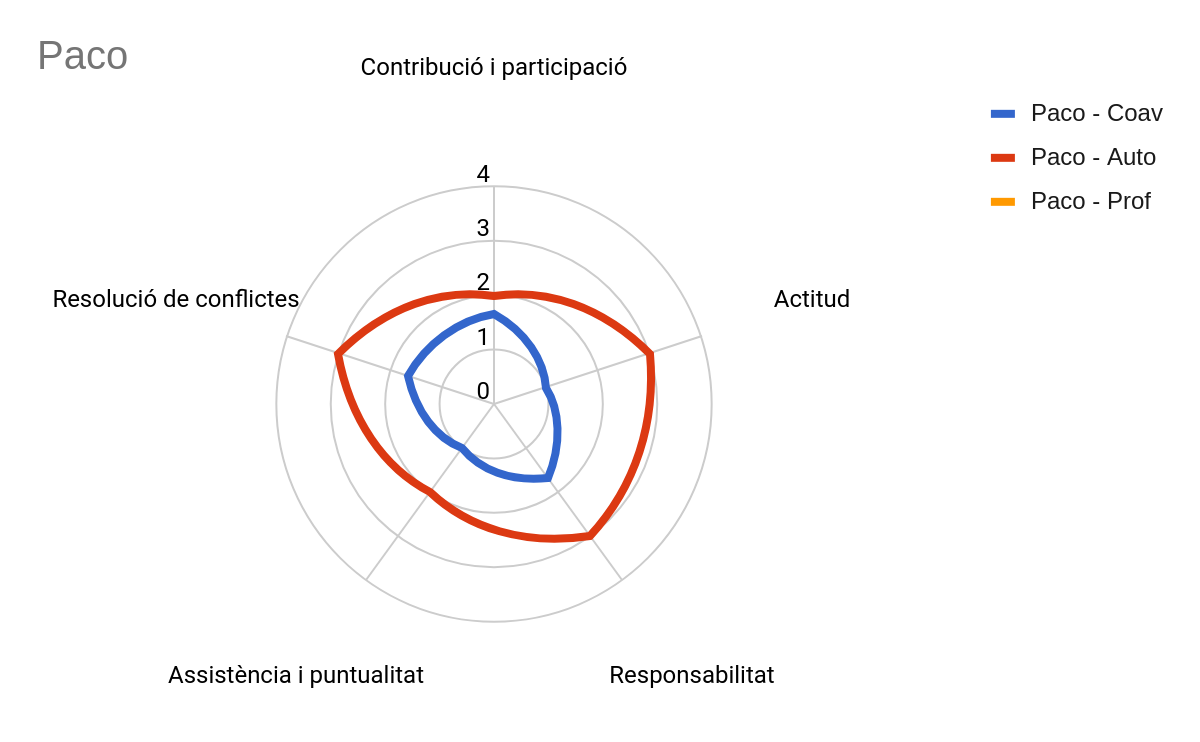 Paco
Contribució i participació
Paco - Coav
Paco - Auto
Paco - Prof
4
3
2
1
0
Resolució de conflictes
Actitud
Assistència i puntualitat
Responsabilitat